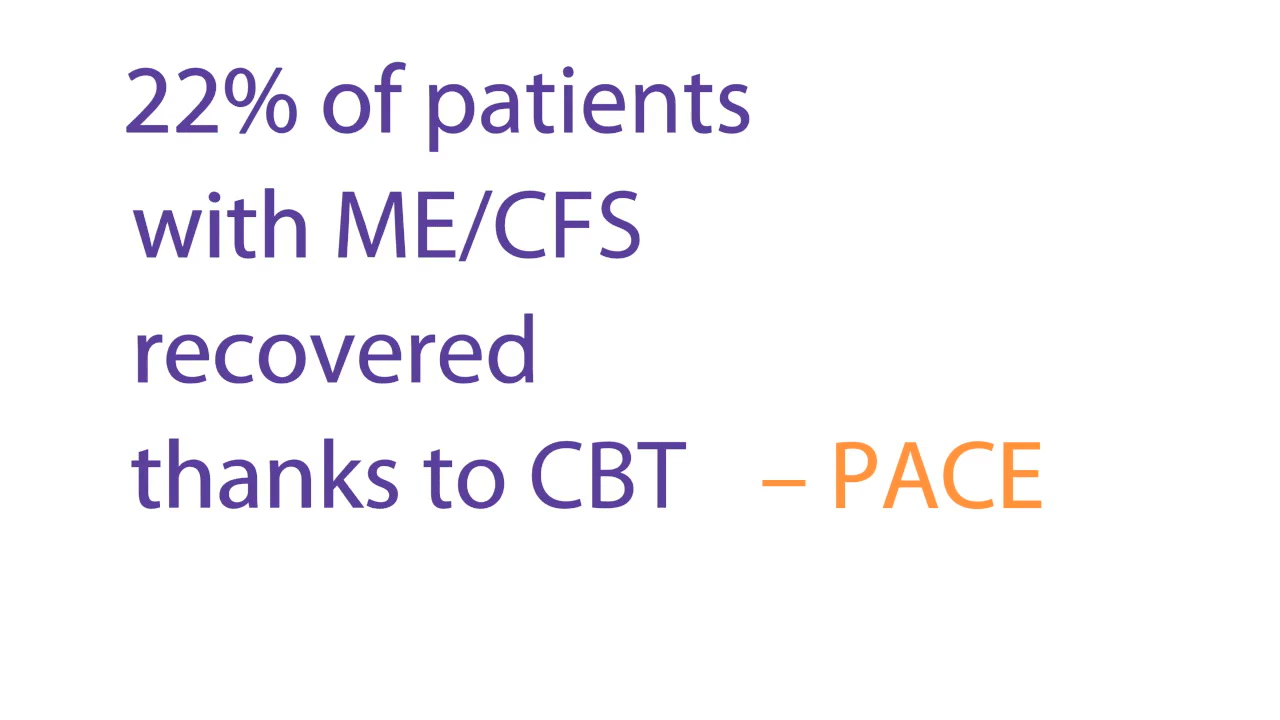 22% of patients
with ME/CFS
recovered
thanks to CBT – PACE